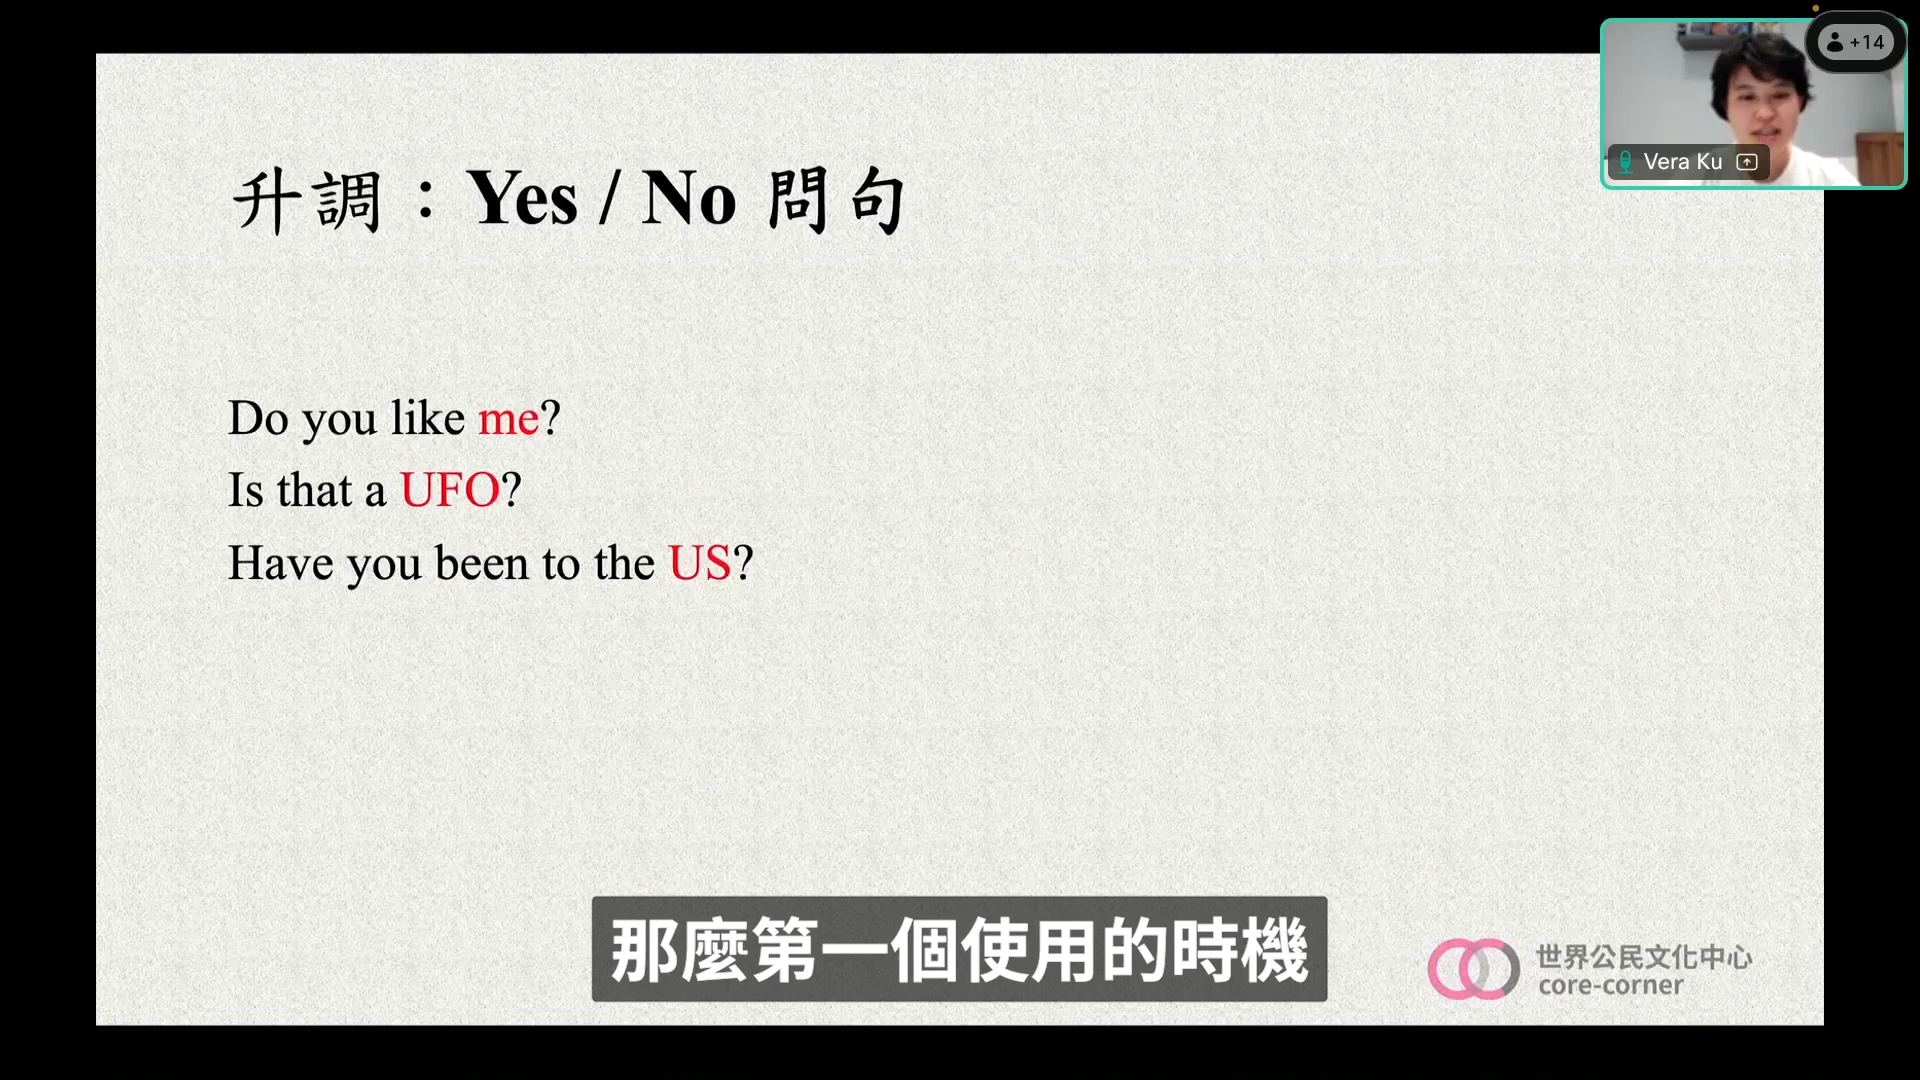 +14
Vera Ku
升調：Yes / No 問句
Do you like me?
Is that a UFO?
Have you been to the US?
那麼第一個使用的時機
世界公民文化中心
core-corner